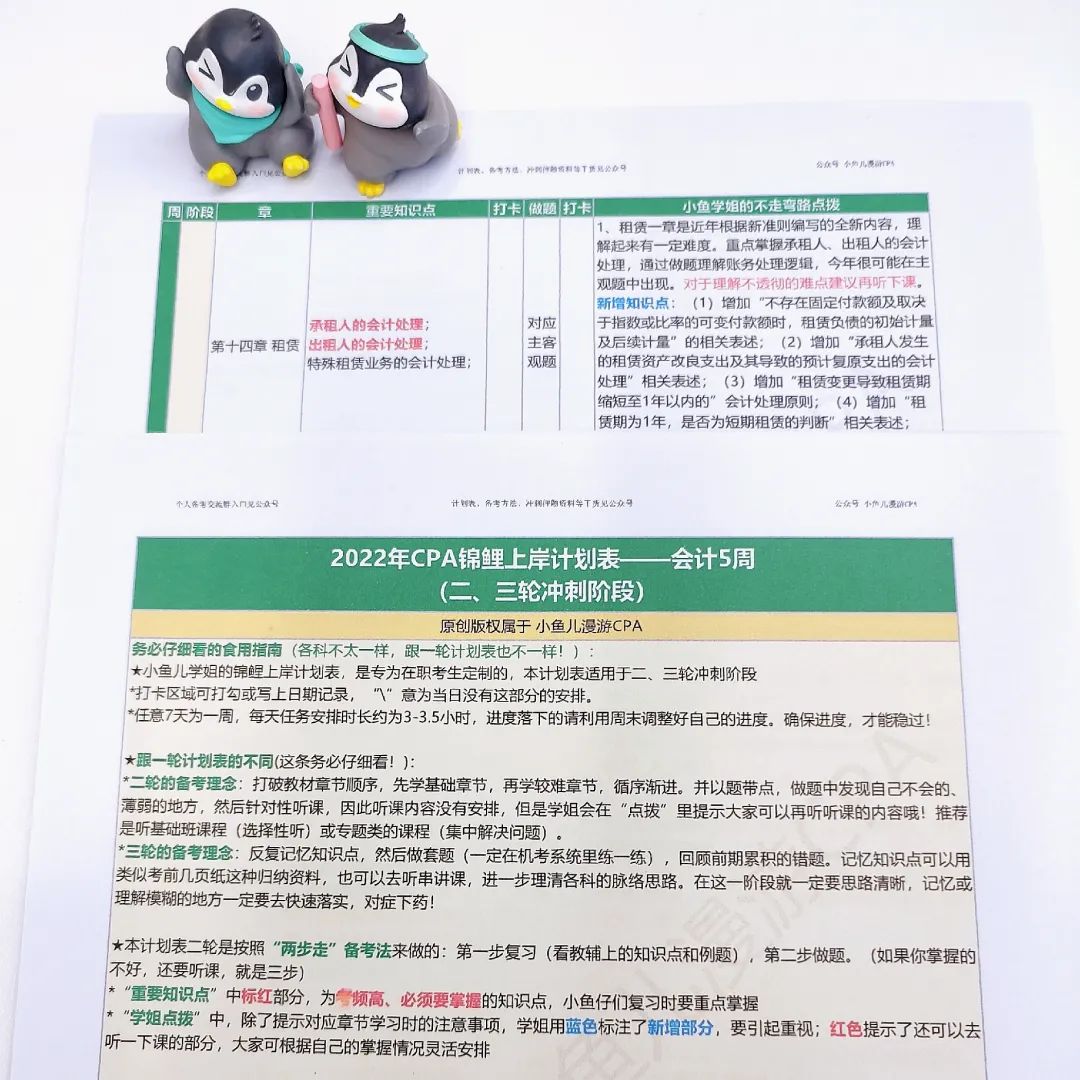 计划表、备考方法、冲刺押题资料等干货见公众号
公众号 小鱼儿漫游CPA
周 阶段 章 重要知识点 打卡 做题 打卡 小鱼学姐的不走弯路点拨
第十四章 租赁
承租人的会计处理；
出租人的会计处理；
特殊租赁业务的会计处理；
对应
主客
观题
1、租赁一章是近年根据新准则编写的全新内容，理
解起来有一定难度。重点掌握承租人、出租人的会计
处理，通过做题理解账务处理逻辑，今年很可能在主
观题中出现。对于理解不透彻的难点建议再听下课。
新增知识点：（1）增加“不存在固定付款额及取决
于指数或比率的可变付款额时，租赁负债的初始计量
及后续计量”的相关表述；（2）增加“承租人发生
的租赁资产改良支出及其导致的预计复原支出的会计
处理”相关表述；（3）增加“租赁变更导致租赁期
缩短至1年以内的”会计处理原则；（4）增加“租
赁期为1年，是否为短期租赁的判断”相关表述；
个人备考交流群入口见公众号
计划表、备考方法、冲刺押题资料等干货见公众号
公众号 小鱼儿漫游CPA
2022年CPA锦鲤上岸计划表——会计5周
（二、三轮冲刺阶段）
原创版权属于 小鱼儿漫游CPA
务必仔细看的食用指南（各科不太一样，跟一轮计划表也不一样！）：
★小鱼儿学姐的锦鲤上岸计划表，是专为在职考生定制的，本计划表适用于二、三轮冲刺阶段
*打卡区域可打勾或写上日期记录，“\”意为当日没有这部分的安排。
*任意7天为一周，每天任务安排时长约为3-3.5小时，进度落下的请利用周末调整好自己的进度。确保进度，才能稳过！
★跟一轮计划表的不同(这条务必仔细看！)：
*二轮的备考理念：打破教材章节顺序，先学基础章节，再学较难章节，循序渐进。并以题带点，做题中发现自己不会的、
薄弱的地方，然后针对性听课，因此听课内容没有安排，但是学姐会在“点拨”里提示大家可以再听听课的内容哦！推荐
是听基础班课程（选择性听）或专题类的课程（集中解决问题）。
*三轮的备考理念：反复记忆知识点，然后做套题（一定在机考系统里练一练），回顾前期累积的错题。记忆知识点可以用
类似考前几页纸这种归纳资料，也可以去听串讲课，进一步理清各科的脉络思路。在这一阶段就一定要思路清晰，记忆或
理解模糊的地方一定要去快速落实，对症下药！
★本计划表二轮是按照“两步走”备考法来做的：第一步复习（看教辅上的知识点和例题），第二步做题。（如果你掌握的
不好，还要听课，就是三步）
*“重要知识点”中标红部分，为考频高、必须要掌握的知识点，小鱼仔们复习时要重点掌握
*“学姐点拨”中，除了提示对应章节学习时的注意事项，学姐用蓝色标注了新增部分，要引起重视；红色提示了还可以去
听一下课的部分，大家可根据自己的掌握情况灵活安排